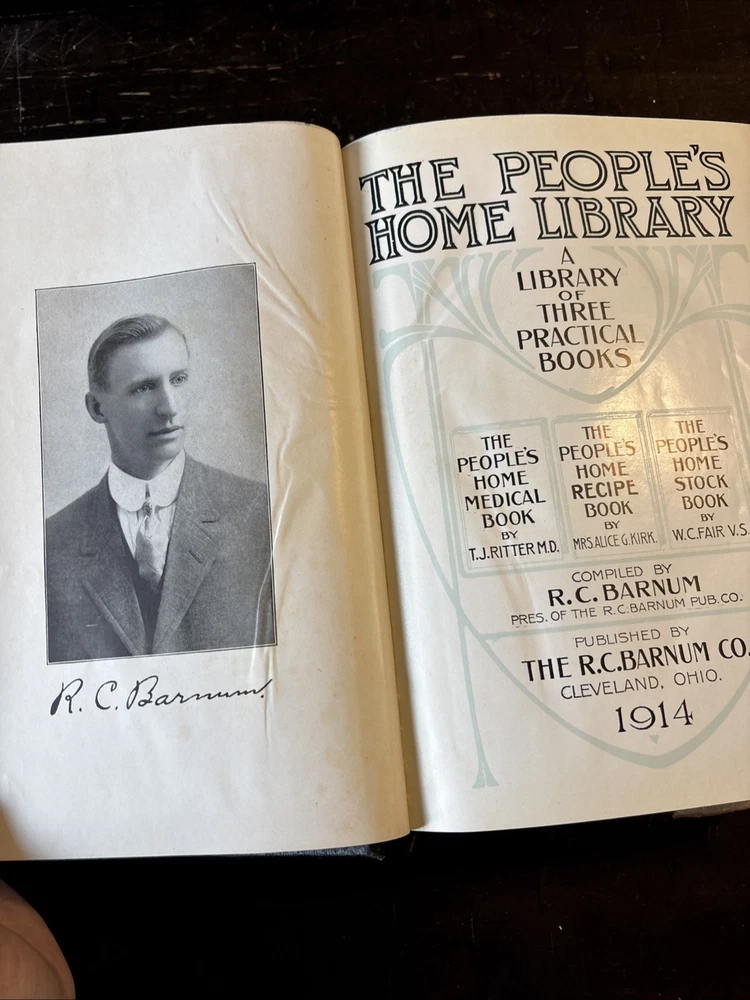 R. C. Barnum.
THE PEOPLE'S
HOME LIBRARY
A
LIBRARY
OF
THREE
PRACTICAL
BOOKS
THE
PEOPLE'S
HOME
MEDICAL
BOOK
BY
T.J. RITTER M.D.
THE
PEOPLE'S
HOME
RECIPE
BOOK
BY
MRS. ALICE G. KIRK.
THE
PEOPLE'S
HOME
STOCK
BOOK
BY
W.C. FAIR V.S.
COMPILED BY
R.C. BARNUM
PRES. OF THE R.C. BARNUM PUB. CO.
PUBLISHED BY
THE R.C. BARNUM CO.
CLEVELAND, OHIO.
1914